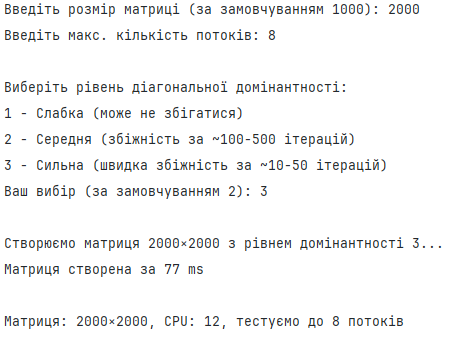 Введіть розмір матриці (за замовчуванням 1000): 2000
Введіть макс. кількість потоків: 8
Виберіть рівень діагональної домінантності:
1 - Слабка (може не збігатися)
2 - Середня (збіжність за ~100-500 ітерацій)
3 - Сильна (швидка збіжність за ~10-50 ітерацій)
Ваш вибір (за замовчуванням 2): 3
Створюємо матриця 2000×2000 з рівнем домінантності 3...
Матриця створена за 77 ms
Матриця: 2000×2000, CPU: 12, тестуємо до 8 потоків